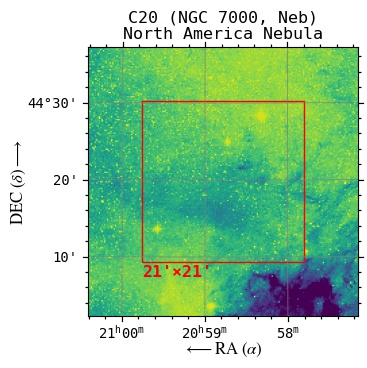 C20 (NGC 7000, Neb)
North America Nebula
DEC (δ) ⟶
44°30'
20'
10'
21'×21'
21ʰ00ᵐ
20ʰ59ᵐ
58ᵐ
⟵ RA (α)